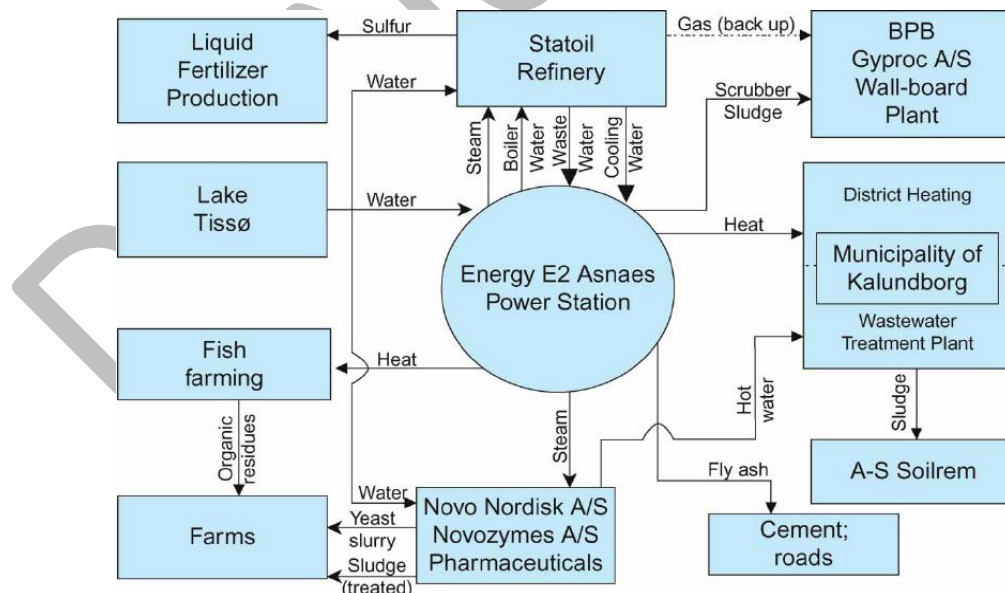 Liquid
Fertilizer
Production
Sulfur
Statoil
Refinery
Gas (back up)
BPB
Gyproc A/S
Wall-board
Plant
Water
Scrubber
Sludge
Steam
Boiler
Water
Waste
Water
Cooling
Water
Lake
Tissø
Water
District Heating
Heat
Municipality of
Kalundborg
Energy E2 Asnaes
Power Station
Wastewater
Treatment Plant
Fish
farming
Heat
Hot
water
Sludge
Organic
residues
Steam
Fly ash
A-S Soilrem
Water
Farms
Yeast
slurry
Sludge
(treated)
Novo Nordisk A/S
Novozymes A/S
Pharmaceuticals
Cement;
roads